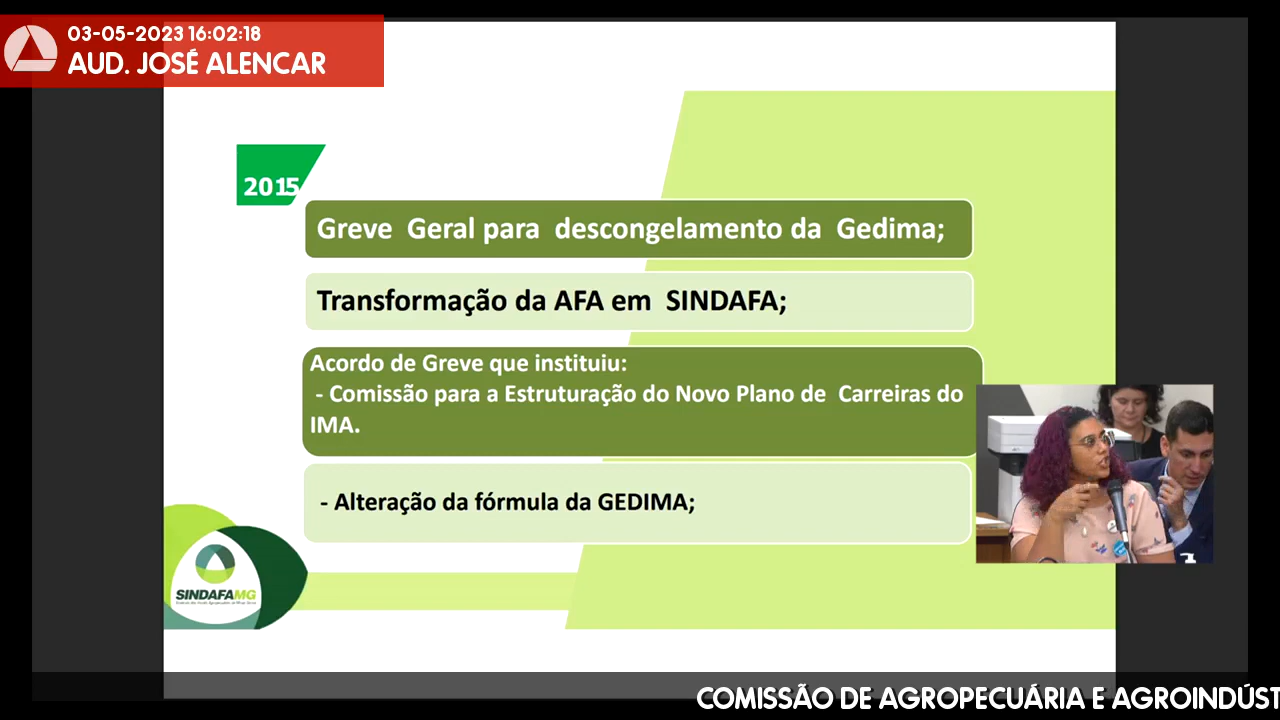 03-05-2023 16:02:18
AUD. JOSÉ ALENCAR
2015
Greve Geral para descongelamento da Gedima;
Transformação da AFA em SINDAFA;
Acordo de Greve que instituiu:
- Comissão para a Estruturação do Novo Plano de Carreiras do
IMA.
- Alteração da fórmula da GEDIMA;
SINDAFAMG
COMISSÃO DE AGROPECUÁRIA E AGROINDÚST